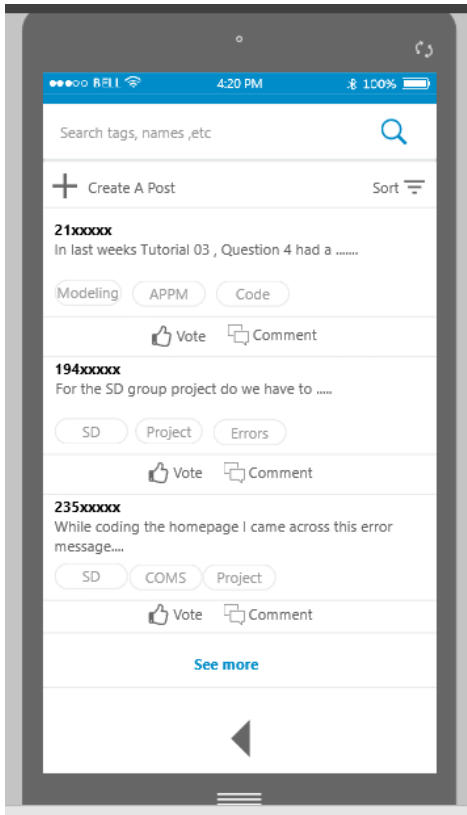 BELL 4:20 PM 100%
Search tags, names ,etc
Create A Post Sort
21xxxxx
In last weeks Tutorial 03 , Question 4 had a .......
Modeling APPM Code
Vote Comment
194xxxxx
For the SD group project do we have to .....
SD Project Errors
Vote Comment
235xxxxx
While coding the homepage I came across this error
message....
SD COMS Project
Vote Comment
See more